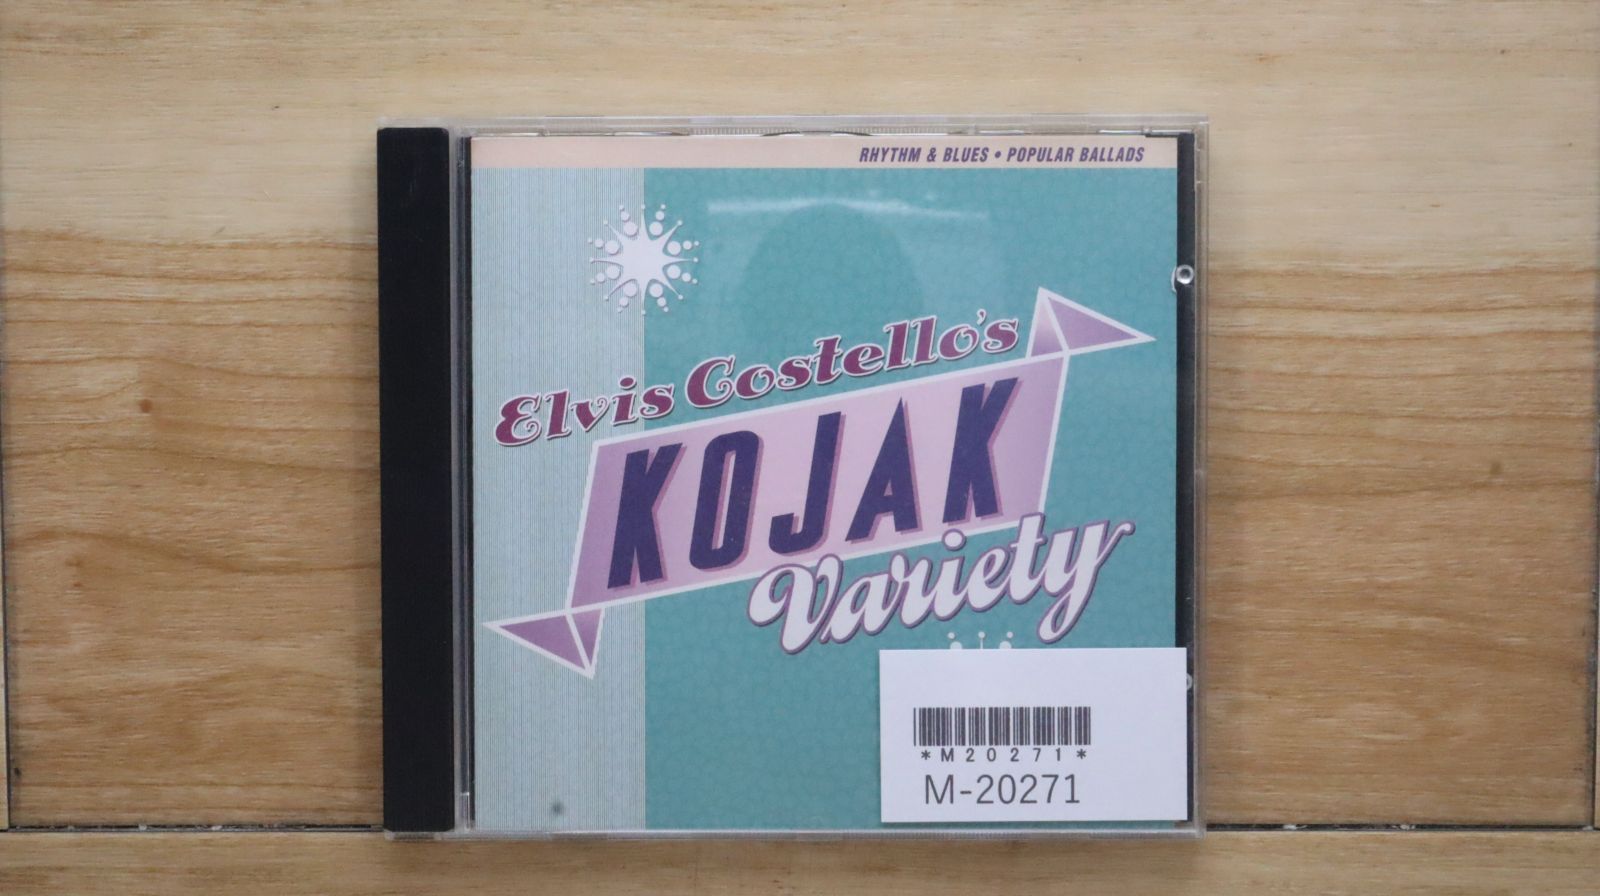 RHYTHM & BLUES • POPULAR BALLADS
Elvis Costello's
KOJAK
Variety
*M20271*
M-20271